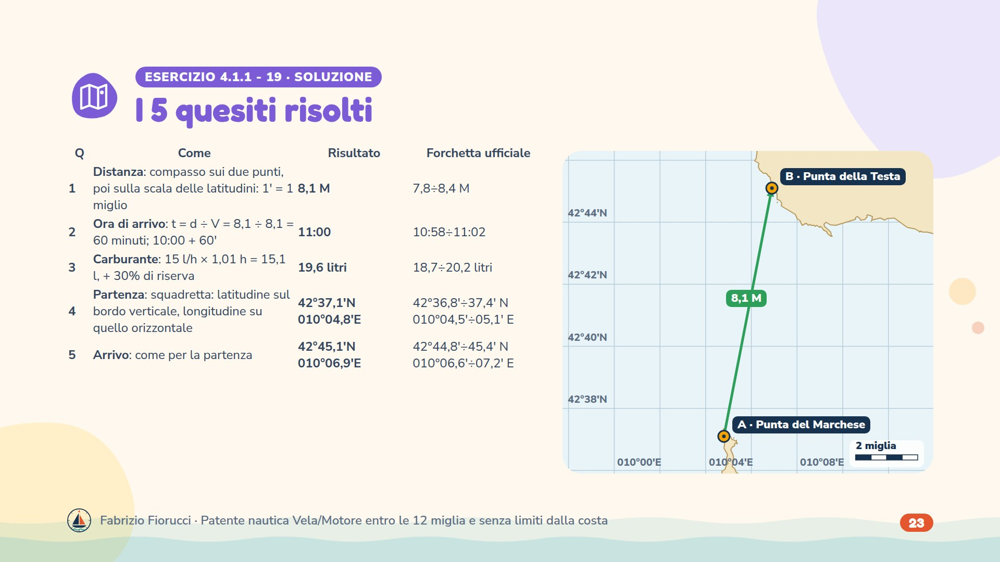 ESERCIZIO 4.1.1 - 19 · SOLUZIONE
I 5 quesiti risolti
Q Come Risultato Forchetta ufficiale
1 Distanza: compasso sui due punti, poi sulla scala delle latitudini: 1' = 1 miglio 8,1 M 7,8÷8,4 M
2 Ora di arrivo: t = d ÷ V = 8,1 ÷ 8,1 = 60 minuti; 10:00 + 60' 11:00 10:58÷11:02
3 Carburante: 15 l/h × 1,01 h = 15,1 l, + 30% di riserva 19,6 litri 18,7÷20,2 litri
4 Partenza: squadretta: latitudine sul bordo verticale, longitudine su quello orizzontale 42°37,1'N 010°04,8'E 42°36,8'÷37,4' N 010°04,5'÷05,1' E
5 Arrivo: come per la partenza 42°45,1'N 010°06,9'E 42°44,8'÷45,4' N 010°06,6'÷07,2' E
B · Punta della Testa
42°44'N
42°42'N
8,1 M
42°40'N
42°38'N
A · Punta del Marchese
2 miglia
010°00'E 010°04'E 010°08'E
Fabrizio Fiorucci · Patente nautica Vela/Motore entro le 12 miglia e senza limiti dalla costa
23